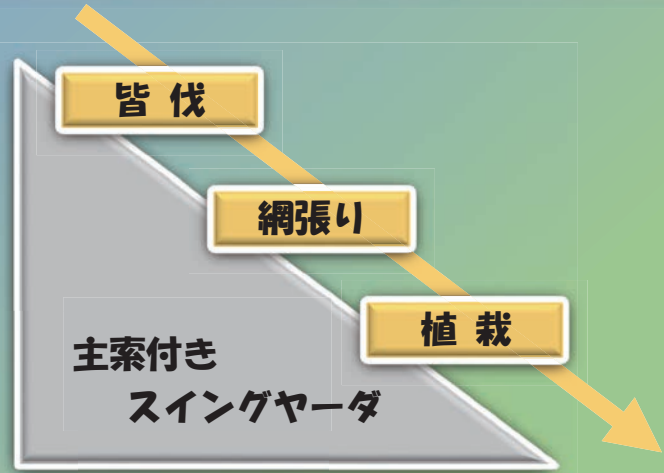 皆伐
網張り
植栽
主索付き
スイングヤーダ